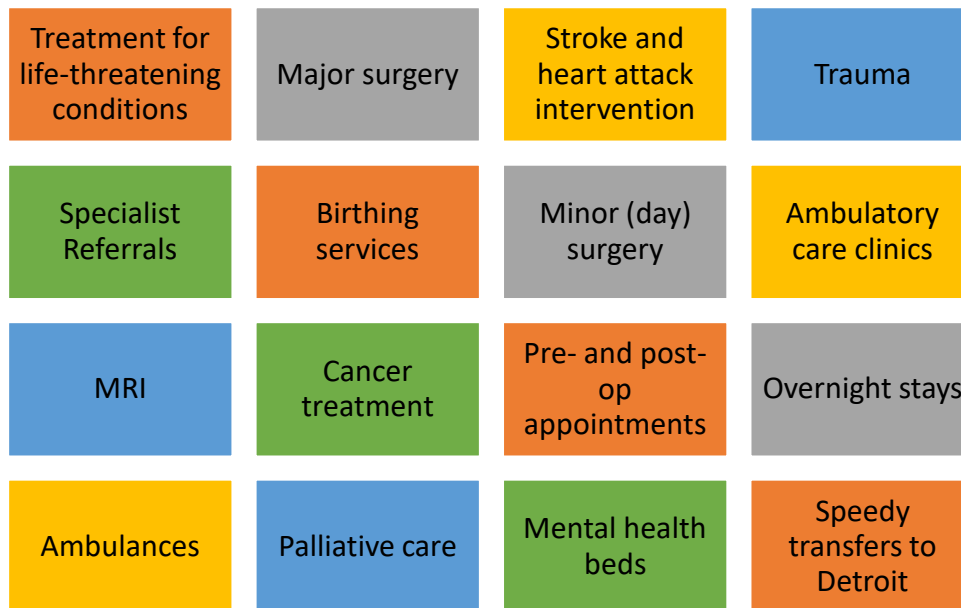 Treatment for
life-threatening
conditions
Major surgery
Stroke and
heart attack
intervention
Trauma
Specialist
Referrals
Birthing
services
Minor (day)
surgery
Ambulatory
care clinics
MRI
Cancer
treatment
Pre- and post-
op
appointments
Overnight stays
Ambulances
Palliative care
Mental health
beds
Speedy
transfers to
Detroit